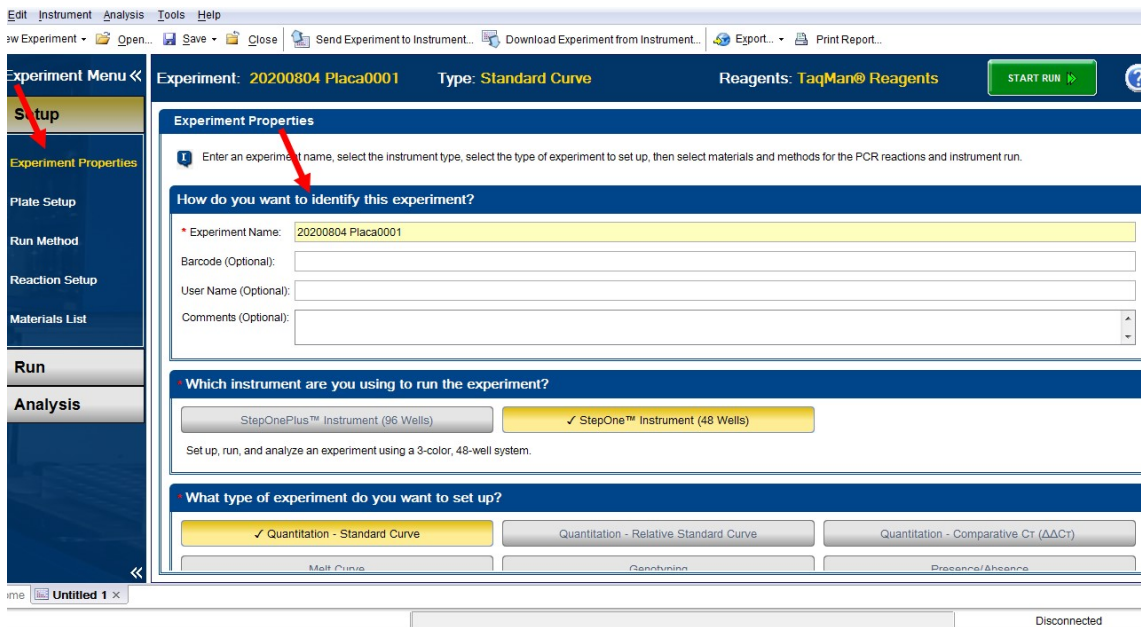 Edit Instrument Analysis Tools Help
ew Experiment Open... Save Close Send Experiment to Instrument... Download Experiment from Instrument... Export... Print Report...
Experiment Menu «
Experiment: 20200804 Placa0001 Type: Standard Curve Reagents: TaqMan® Reagents START RUN
Setup
Experiment Properties
Plate Setup
Run Method
Reaction Setup
Materials List
Run
Analysis
«
Experiment Properties
Enter an experiment name, select the instrument type, select the type of experiment to set up, then select materials and methods for the PCR reactions and instrument run.
How do you want to identify this experiment?
* Experiment Name: 20200804 Placa0001
Barcode (Optional):
User Name (Optional):
Comments (Optional):
* Which instrument are you using to run the experiment?
StepOnePlus™ Instrument (96 Wells) ✓ StepOne™ Instrument (48 Wells)
Set up, run, and analyze an experiment using a 3-color, 48-well system.
* What type of experiment do you want to set up?
✓ Quantitation - Standard Curve Quantitation - Relative Standard Curve Quantitation - Comparative CT (ΔΔCT)
Melt Curve Genotyping Presence/Absence
ome Untitled 1 ×
Disconnected